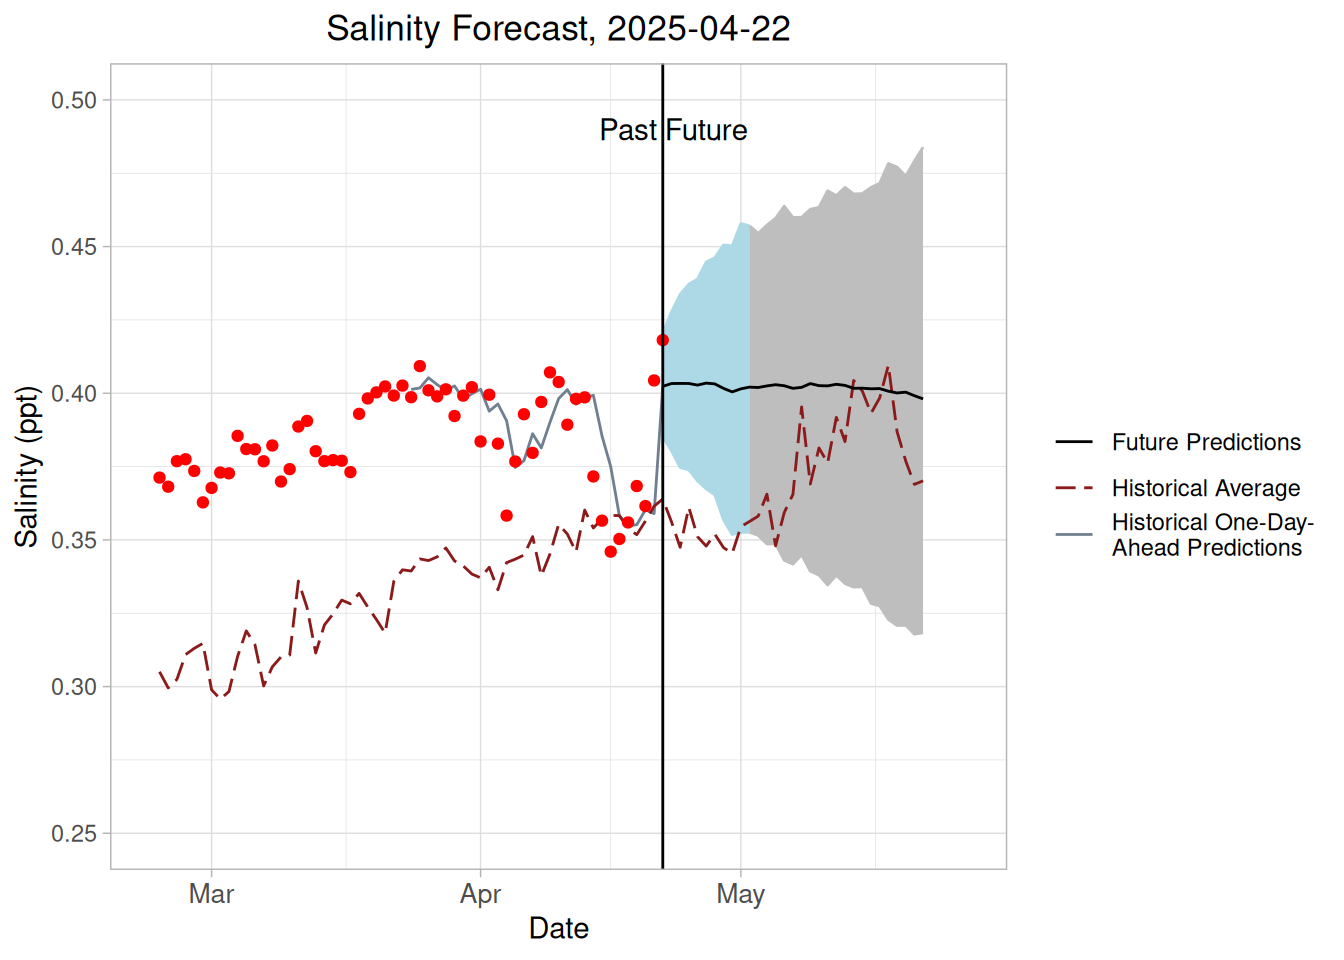 Salinity Forecast, 2025-04-22
Past Future
0.50
0.45
0.40
0.35
0.30
0.25
Salinity (ppt)
Mar
Apr
May
Date
Future Predictions
Historical Average
Historical One-Day-
Ahead Predictions